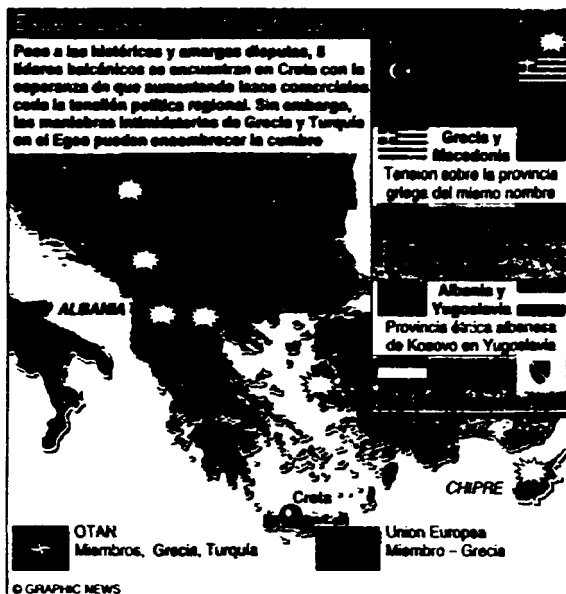 Pese a las históricas y amargas disputas, 8
líderes balcánicos se encuentran en Creta con la
esperanza de que aumentando lazos comerciales
ceda la tensión política regional. Sin embargo,
las maniobras intimidatorias de Grecia y Turquía
en el Egeo pueden ensombrecer la cumbre
Grecia y
Macedonia
Tension sobre la provincia
griega del mismo nombre
Albania y
Yugoslavia
Provincia étnica albanesa
de Kosovo en Yugoslavia
ALBANIA
CHIPRE
Creta
OTAN
Miembros, Grecia, Turquía
Union Europea
Miembro - Grecia
© GRAPHIC NEWS